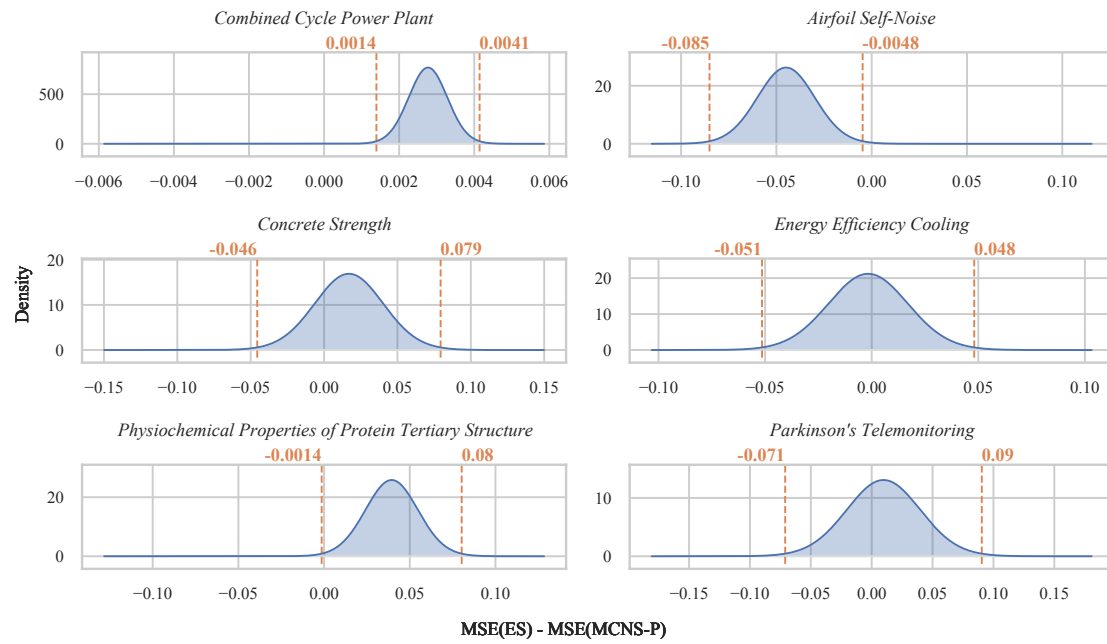 Combined Cycle Power Plant
0.0014 0.0041
500
0
−0.006 −0.004 −0.002 0.000 0.002 0.004 0.006
Airfoil Self-Noise
-0.085 -0.0048
20
0
−0.10 −0.05 0.00 0.05 0.10
Concrete Strength
-0.046 0.079
20
10
0
−0.15 −0.10 −0.05 0.00 0.05 0.10 0.15
Energy Efficiency Cooling
-0.051 0.048
20
10
0
−0.10 −0.05 0.00 0.05 0.10
Density
Physiochemical Properties of Protein Tertiary Structure
-0.0014 0.08
20
0
−0.10 −0.05 0.00 0.05 0.10
Parkinson's Telemonitoring
-0.071 0.09
10
0
−0.15 −0.10 −0.05 0.00 0.05 0.10 0.15
MSE(ES) - MSE(MCNS-P)